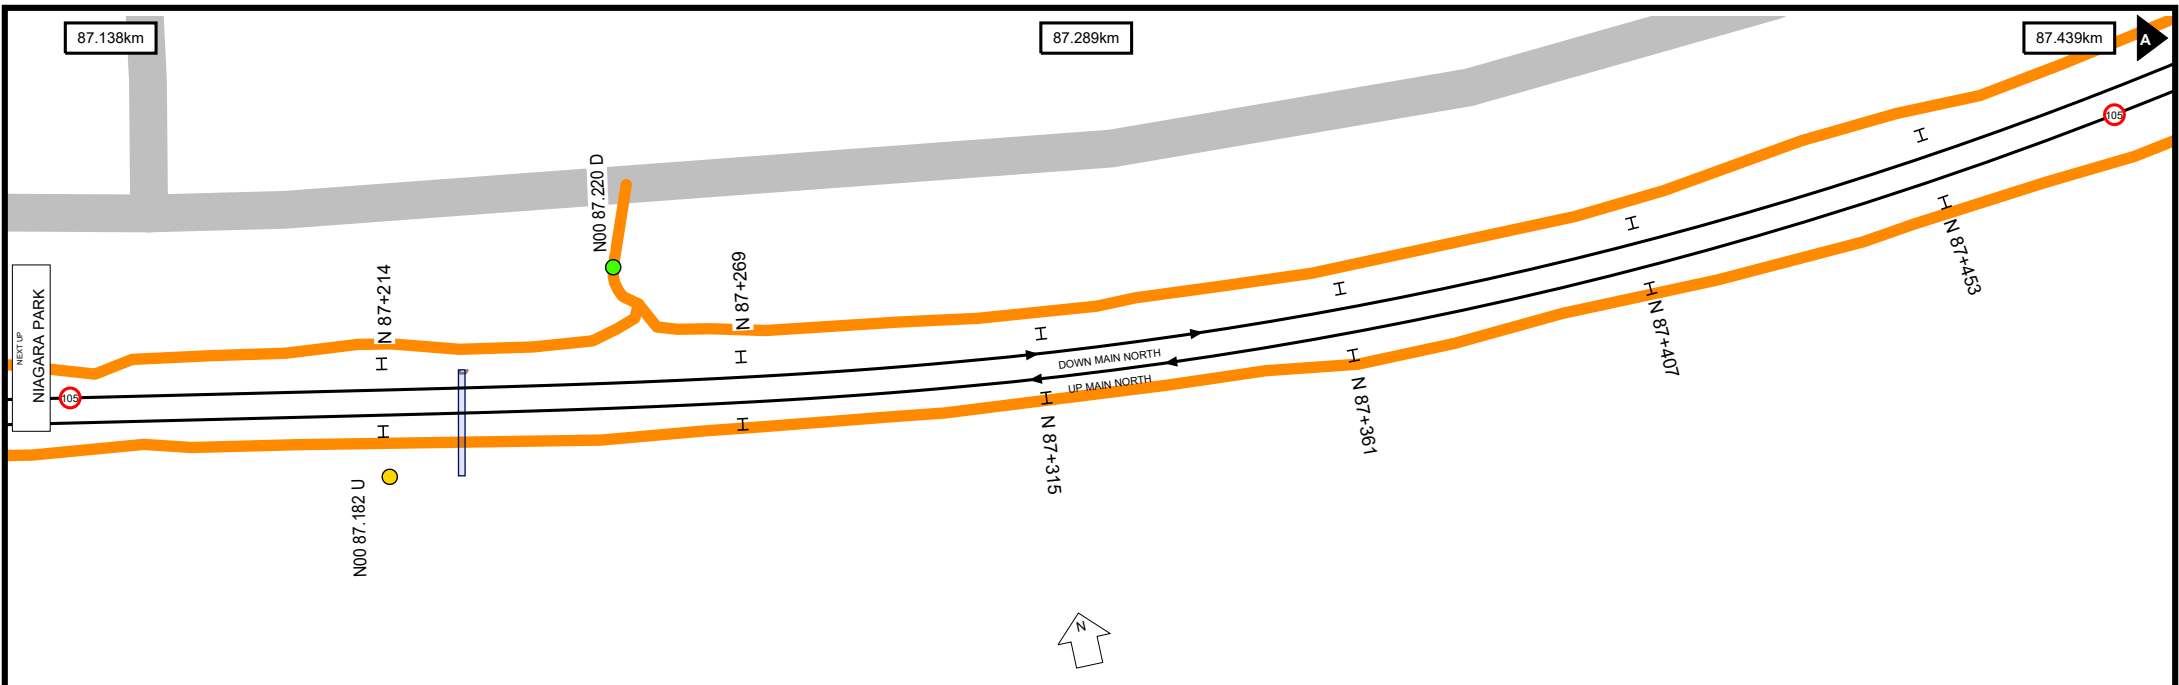 87.138km
87.289km
87.439km
A
105
N00 87.220 D
N 87+269
N 87+214
NEXT UP
NIAGARA PARK
105
DOWN MAIN NORTH
UP MAIN NORTH
N 87+453
N 87+407
N 87+361
N 87+315
N00 87.182 U
N